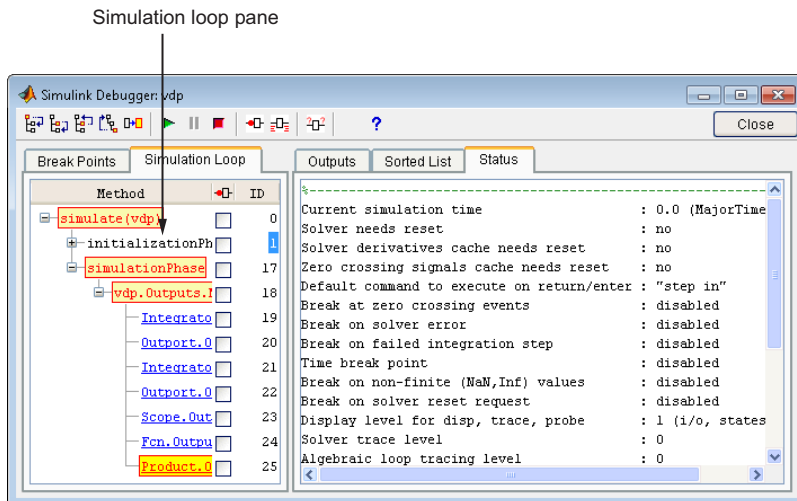 Simulation loop pane
Simulink Debugger: vdp
Close
Break Points
Simulation Loop
Outputs
Sorted List
Status
Method
ID
simulate(vdp)
0
initializationPh
1
simulationPhase
17
vdp.Outputs.
18
Integrato
19
Outport.O
20
Integrato
21
Outport.O
22
Scope.Out
23
Fcn.Outpu
24
Product.O
25
%----------------------------------------------------------------
Current simulation time : 0.0 (MajorTime
Solver needs reset : no
Solver derivatives cache needs reset : no
Zero crossing signals cache needs reset : no
Default command to execute on return/enter : "step in"
Break at zero crossing events : disabled
Break on solver error : disabled
Break on failed integration step : disabled
Time break point : disabled
Break on non-finite (NaN,Inf) values : disabled
Break on solver reset request : disabled
Display level for disp, trace, probe : 1 (i/o, states
Solver trace level : 0
Algebraic loop tracing level : 0